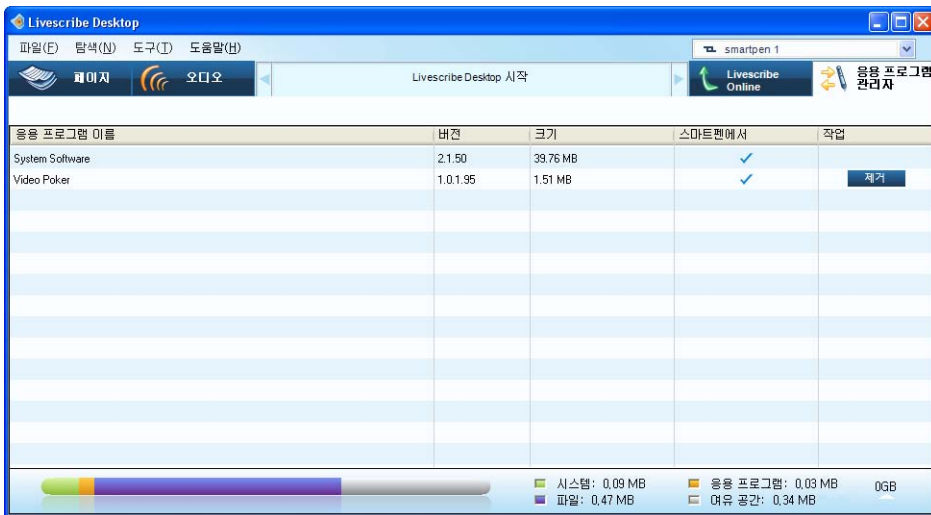 Livescribe Desktop
파일(F) 탐색(N) 도구(T) 도움말(H) smartpen 1
페이지 오디오 Livescribe Desktop 시작 Livescribe Online 응용 프로그램 관리자
응용 프로그램 이름 버전 크기 스마트펜에서 작업
System Software 2.1.50 39.76 MB
Video Poker 1.0.1.95 1.51 MB 제거
시스템: 0,09 MB 응용 프로그램: 0,03 MB 0GB
파일: 0,47 MB 여유 공간: 0,34 MB